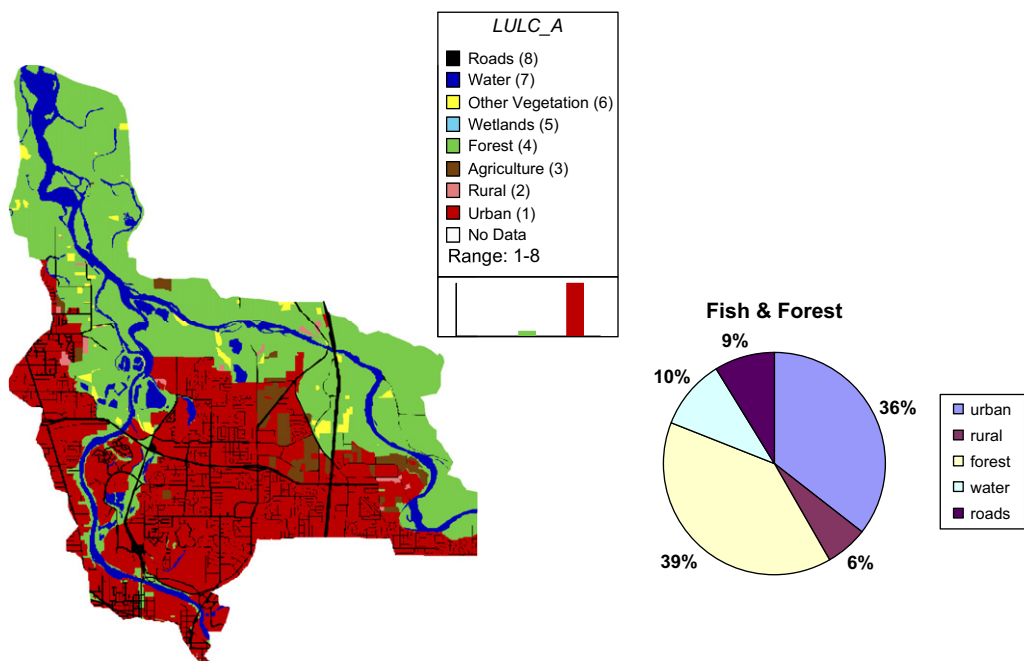 LULC_A
Roads (8)
Water (7)
Other Vegetation (6)
Wetlands (5)
Forest (4)
Agriculture (3)
Rural (2)
Urban (1)
No Data
Range: 1-8
Fish & Forest
9%
10%
36%
39%
6%
urban
rural
forest
water
roads